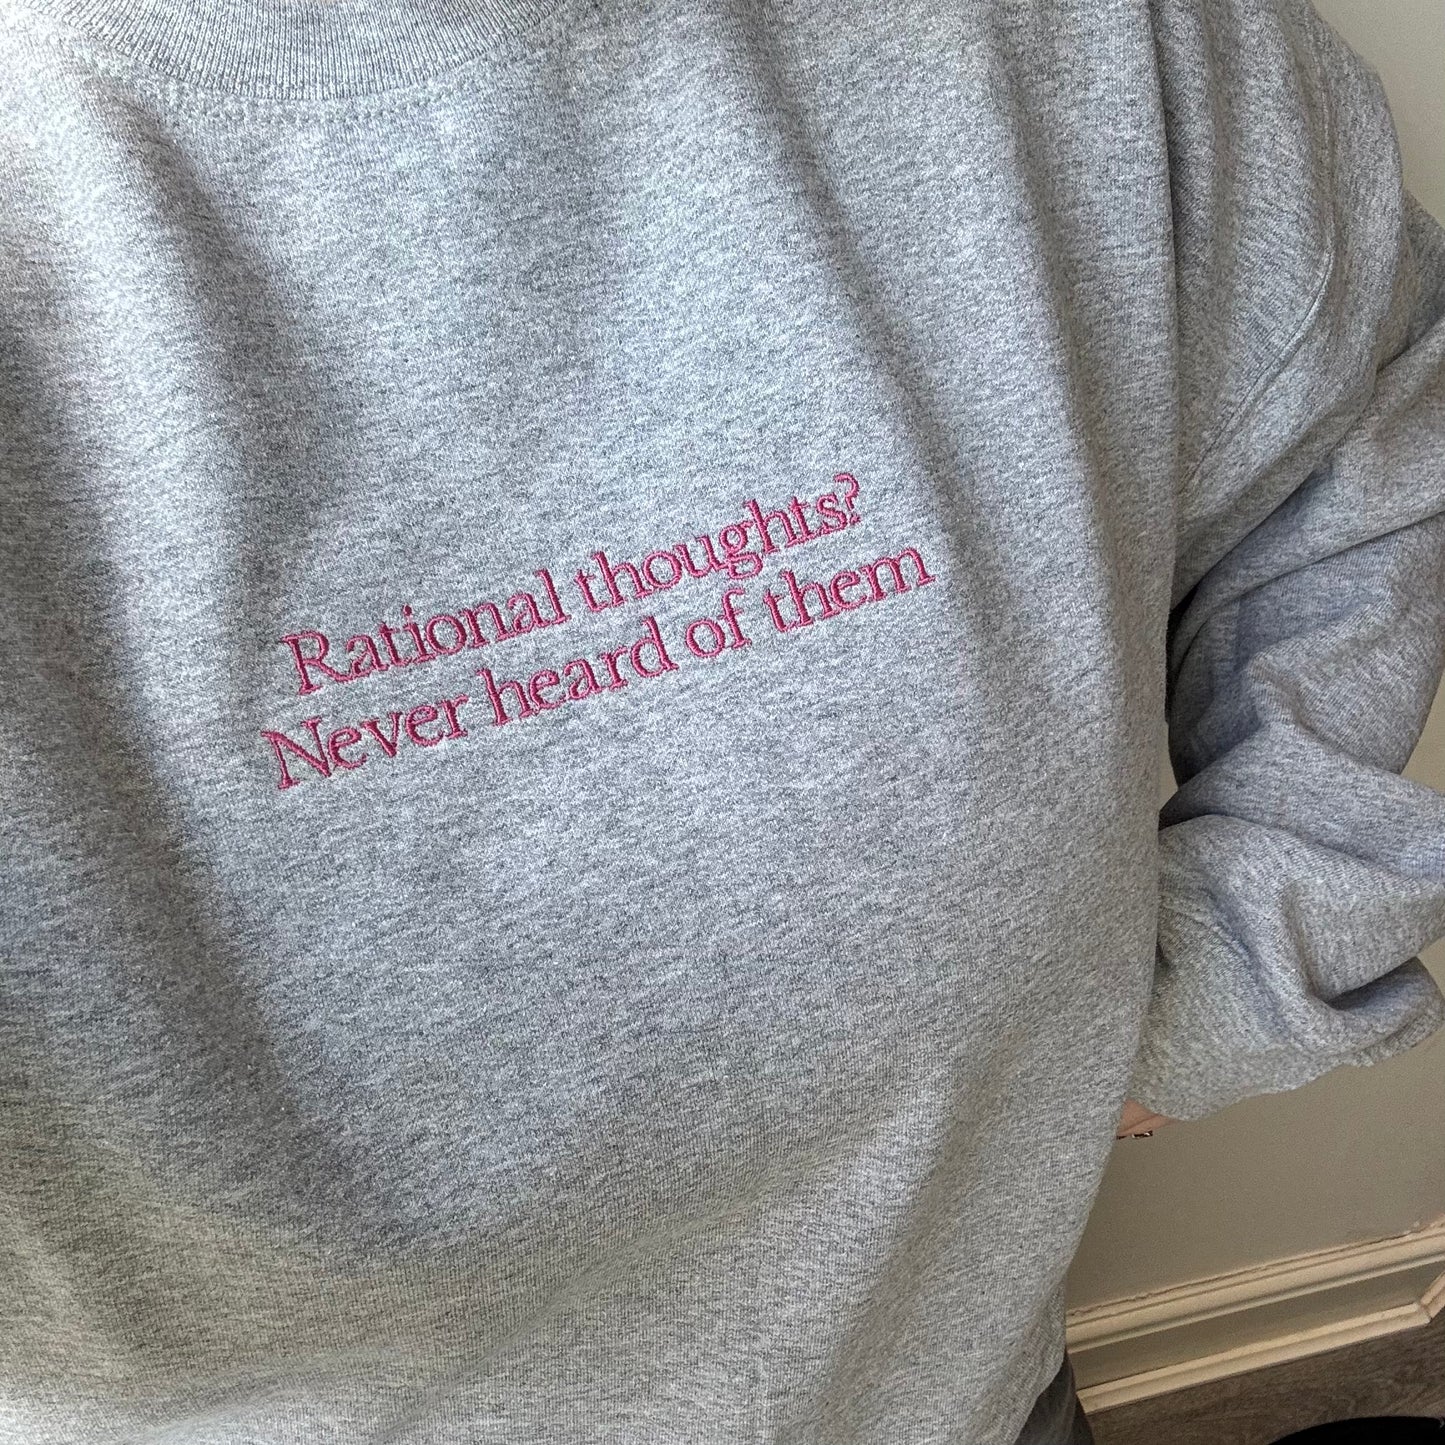 Rational thoughts?
Never heard of them